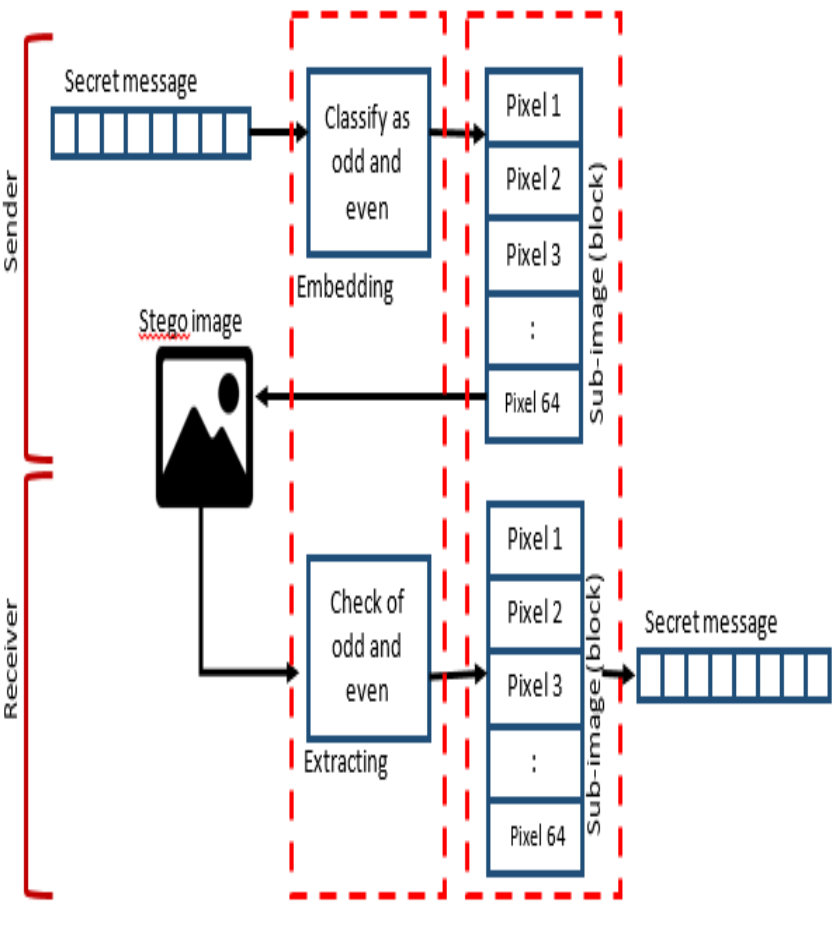 Sender
Secret message
Classify as
odd and
even
Embedding
Pixel 1
Pixel 2
Pixel 3
:
Pixel 64
Sub-image (block)
Stego image
Receiver
Check of
odd and
even
Extracting
Pixel 1
Pixel 2
Pixel 3
:
Pixel 64
Sub-image (block)
Secret message